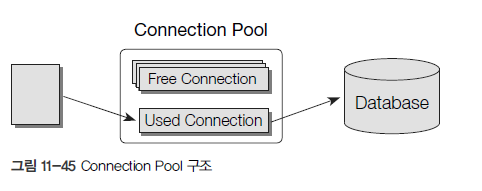 Connection Pool
Free Connection
Used Connection
Database
그림 11-45 Connection Pool 구조